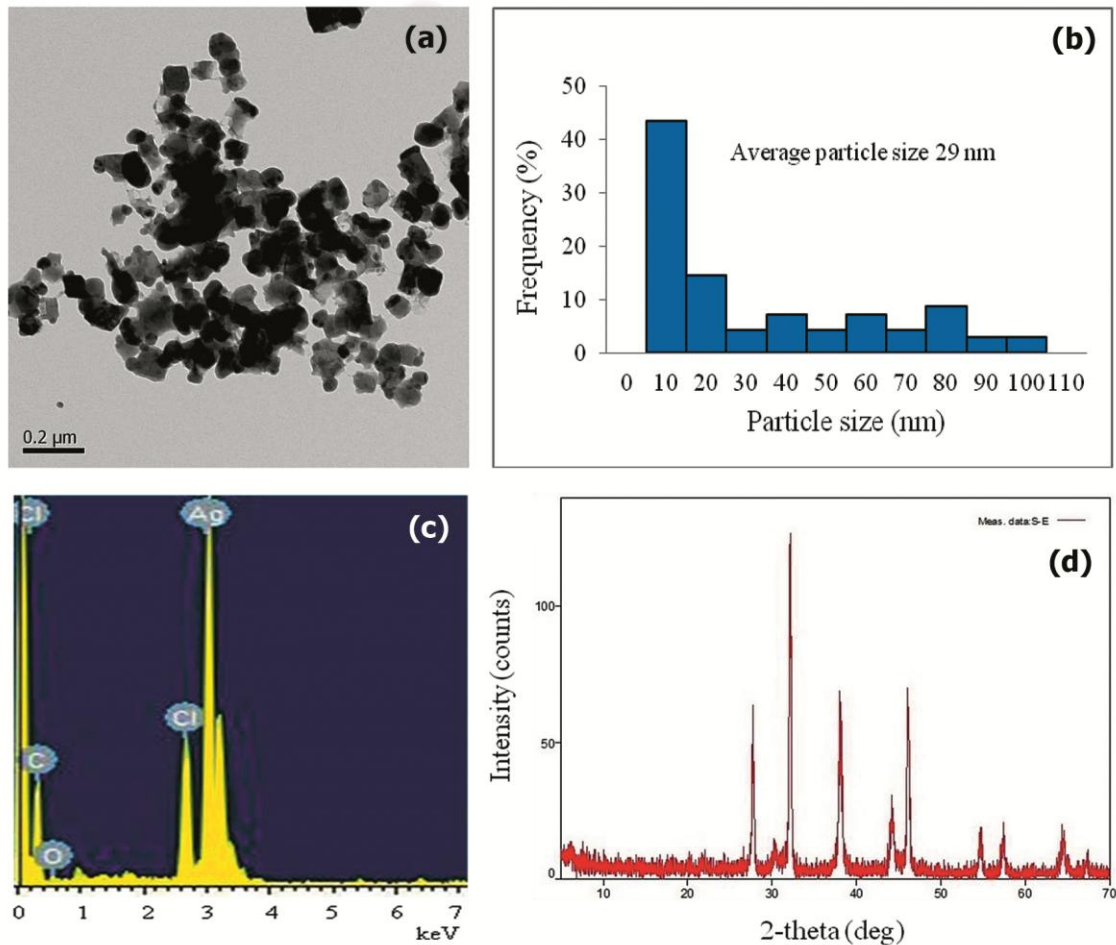 (a)
0.2 µm
(b)
50
40
30
20
10
0
Frequency (%)
Average particle size 29 nm
0 10 20 30 40 50 60 70 80 90 100 110
Particle size (nm)
(c)
Cl
Ag
Cl
C
O
0 1 2 3 4 5 6 7
keV
(d)
Meas. data:S-E
100
50
0
Intensity (counts)
10 20 30 40 50 60 70
2-theta (deg)